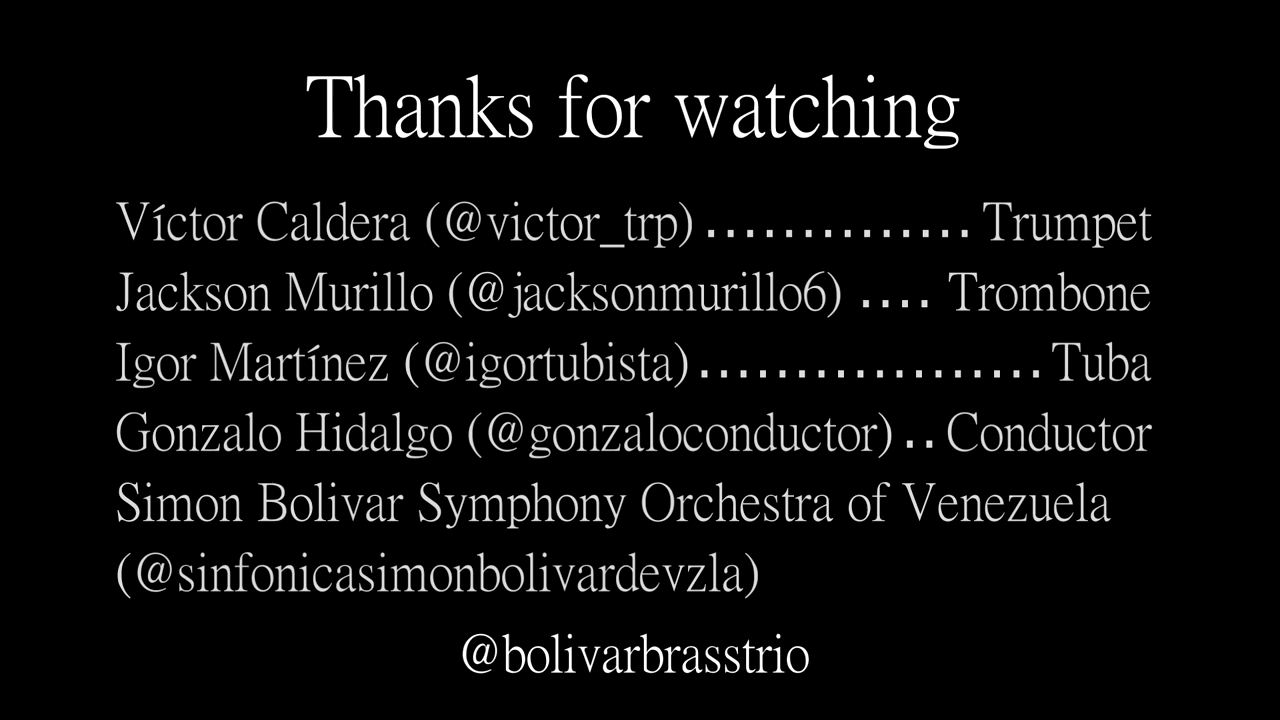 Thanks for watching
Víctor Caldera (@victor_trp) .............. Trumpet
Jackson Murillo (@jacksonmurillo6) .... Trombone
Igor Martínez (@igortubista) .................. Tuba
Gonzalo Hidalgo (@gonzaloconductor) .. Conductor
Simon Bolivar Symphony Orchestra of Venezuela
(@sinfonicasimonbolivardevzla)
@bolivarbrasstrio